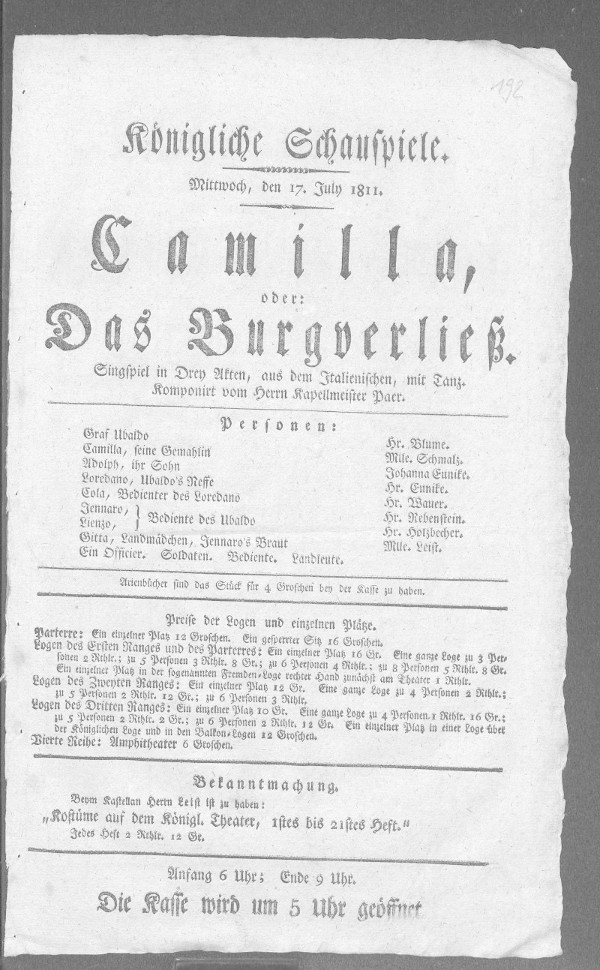 192
Königliche Schauspiele.
Mittwoch, den 17. July 1811.
Camilla,
oder:
Das Burgverließ.
Singspiel in Drey Akten, aus dem Italienischen, mit Tanz.
Komponirt vom Herrn Kapellmeister Paer.
Personen:
Graf Ubaldo Hr. Blume.
Camilla, seine Gemahlin Mlle. Schmalz.
Adolph, ihr Sohn Johanna Eunike.
Loredano, Ubaldo's Neffe Hr. Eunike.
Cola, Bedienter des Loredano Hr. Wauer.
Jennaro, } Bediente des Ubaldo Hr. Rebenstein.
Lienzo, Hr. Holzbecher.
Gitta, Landmädchen, Jennaro's Braut Mlle. Leist.
Ein Officier. Soldaten. Bediente. Landleute.
Arienbücher sind das Stück für 4 Groschen bey der Kasse zu haben.
Preise der Logen und einzelnen Plätze.
Parterre: Ein einzelner Platz 12 Groschen. Ein gesperrter Sitz 16 Groschen.
Logen des Ersten Ranges und des Parterres: Ein einzelner Platz 16 Gr. Eine ganze Loge zu 3 Per-
sonen 2 Rthlr.; zu 5 Personen 3 Rthlr. 8 Gr.; zu 6 Personen 4 Rthlr.; zu 8 Personen 5 Rthlr. 8 Gr.
Ein einzelner Platz in der sogenannten Fremden-Loge rechter Hand zunächst am Theater 1 Rthlr.
Logen des Zweyten Ranges: Ein einzelner Platz 12 Gr. Eine ganze Loge zu 4 Personen 2 Rthlr.;
zu 5 Personen 2 Rthlr. 12 Gr.; zu 6 Personen 3 Rthlr.
Logen des Dritten Ranges: Ein einzelner Platz 10 Gr. Eine ganze Loge zu 4 Personen 1 Rthlr. 16 Gr.;
zu 5 Personen 2 Rthlr. 2 Gr.; zu 6 Personen 2 Rthlr. 12 Gr. Ein einzelner Platz in einer Loge über
der Königlichen Loge und in den Balkon-Logen 12 Groschen.
Vierte Reihe: Amphitheater 6 Groschen.
Bekanntmachung.
Beym Kastellan Herrn Leist ist zu haben:
„Kostüme auf dem Königl. Theater, 1stes bis 21stes Heft.“
Jedes Heft 2 Rthlr. 12 Gr.
Anfang 6 Uhr; Ende 9 Uhr.
Die Kasse wird um 5 Uhr geöffnet